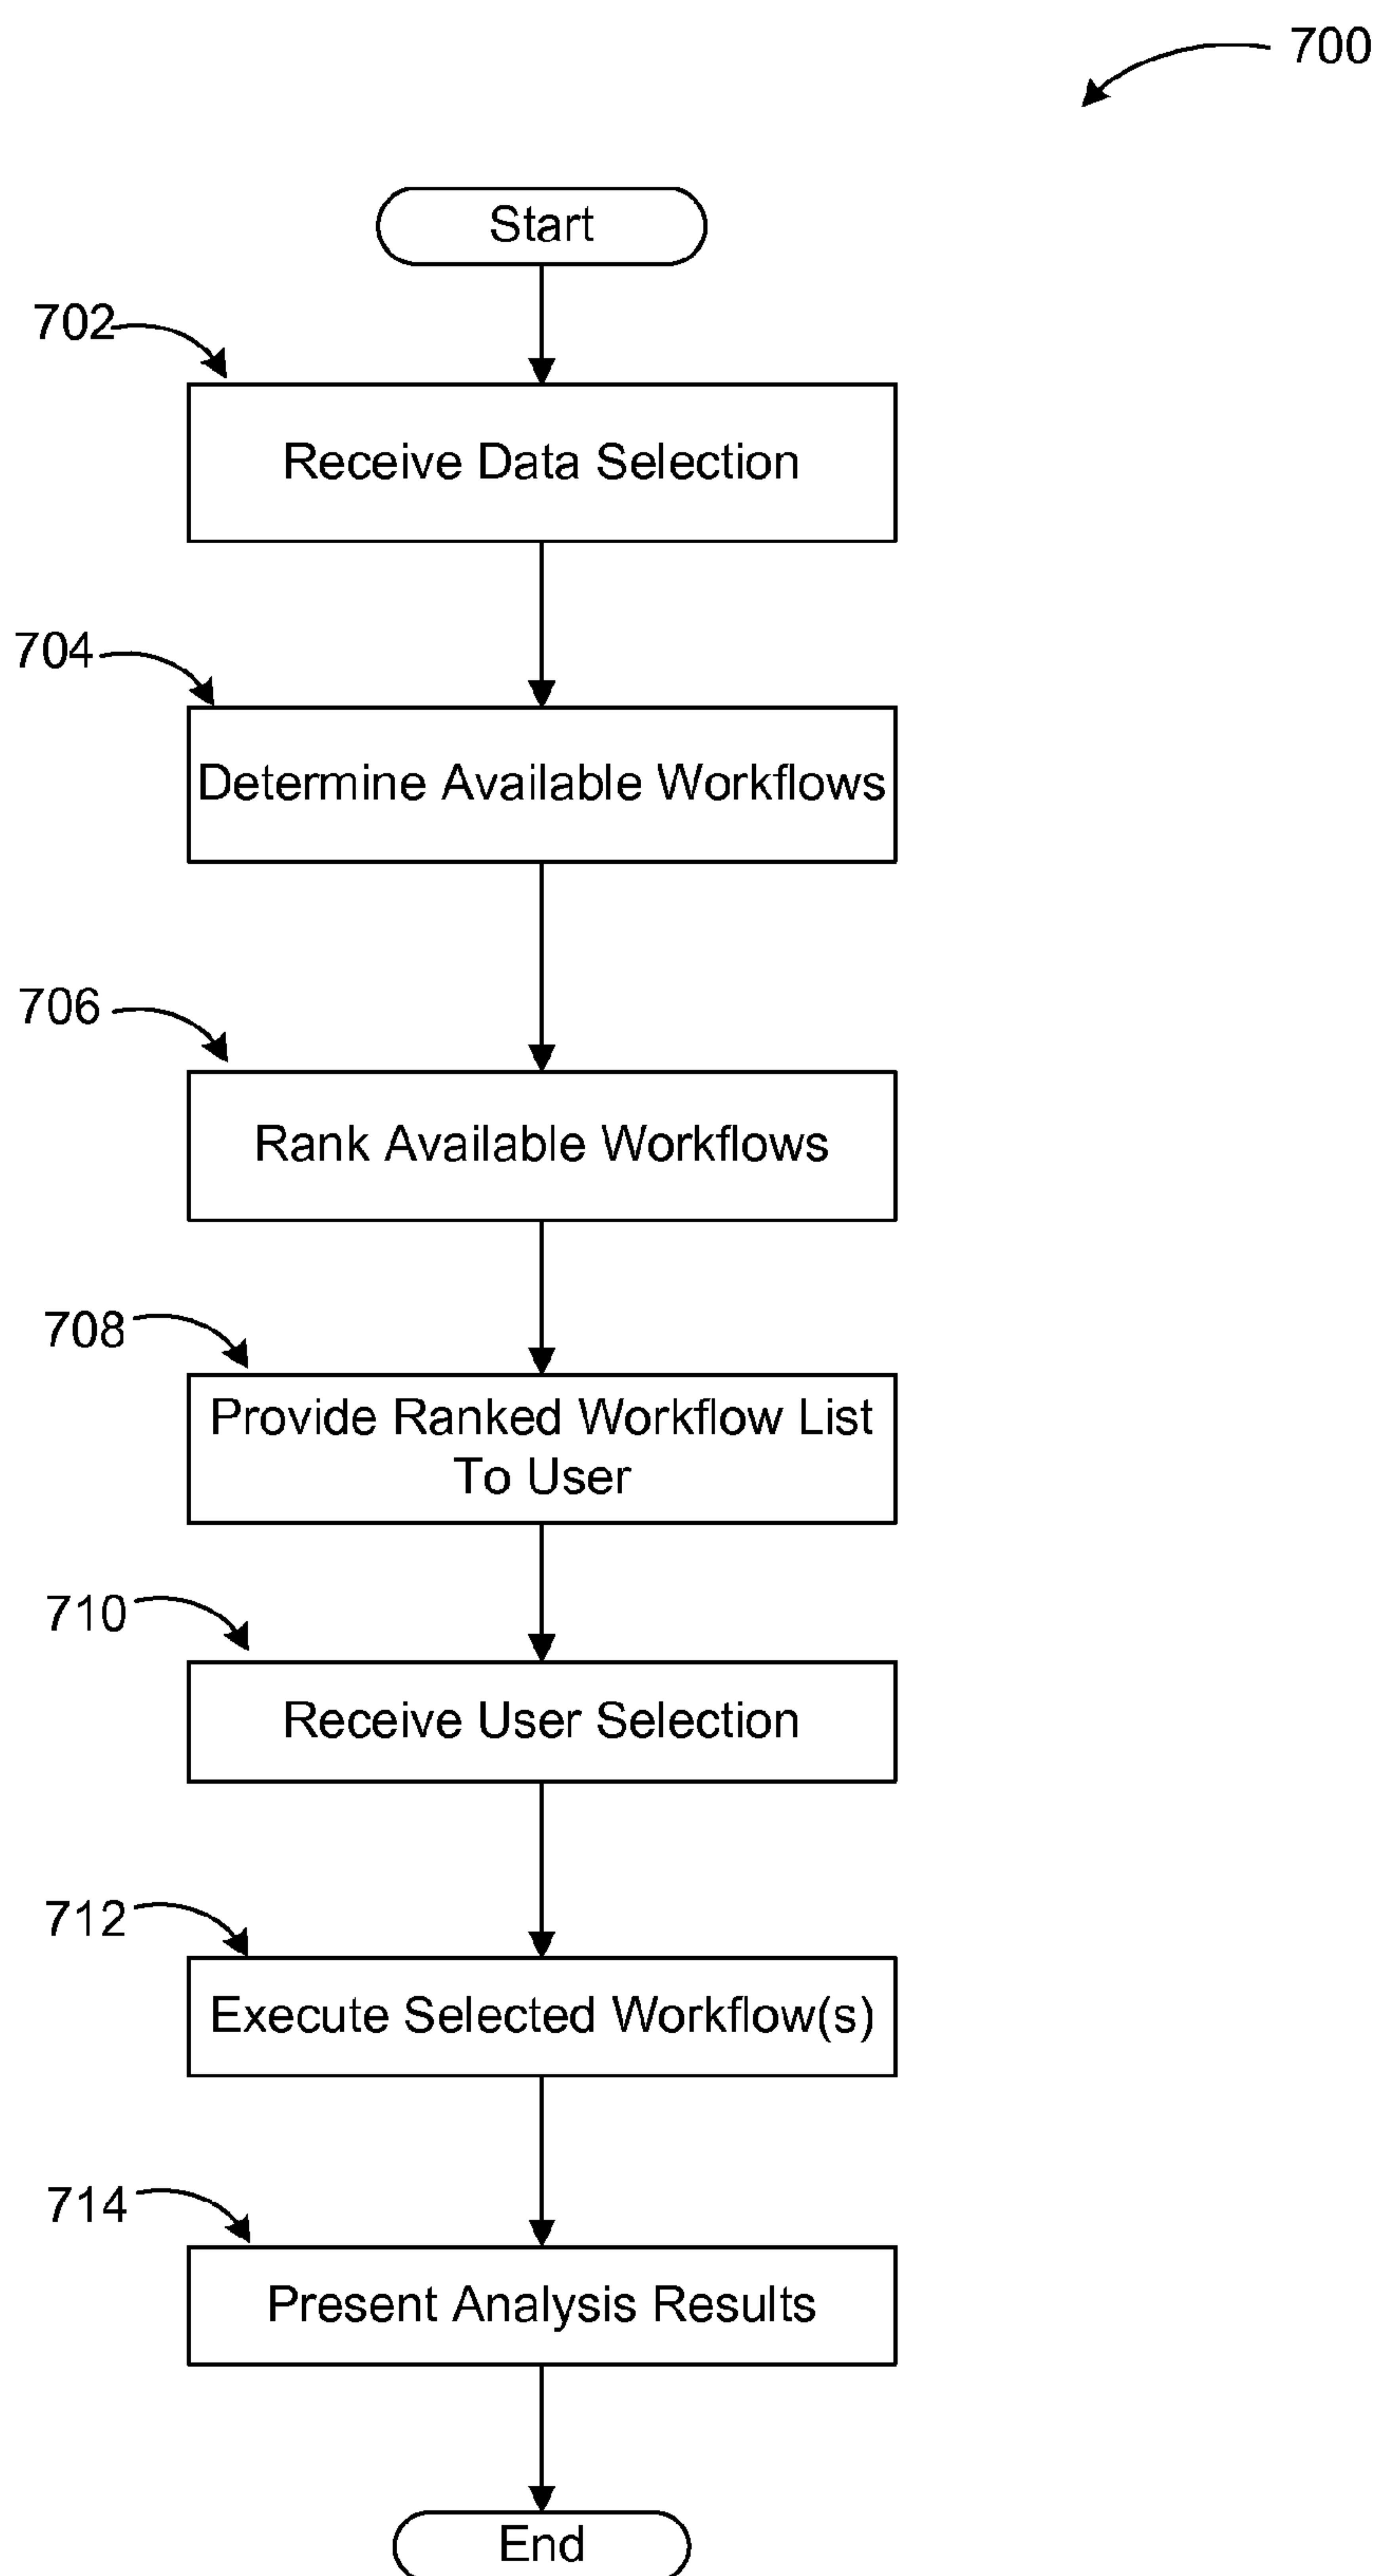 700
Start
702
Receive Data Selection
704
Determine Available Workflows
706
Rank Available Workflows
708
Provide Ranked Workflow List
To User
710
Receive User Selection
712
Execute Selected Workflow(s)
714
Present Analysis Results
End